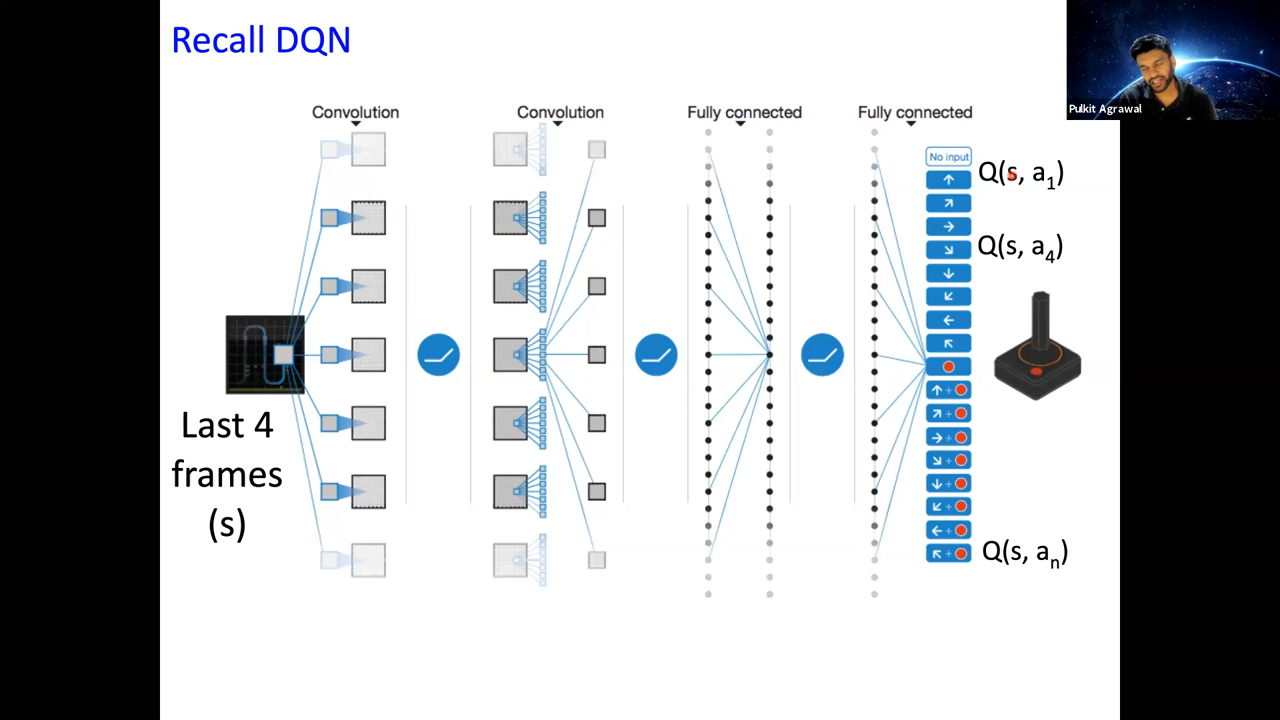 Recall DQN
Pulkit Agrawal
Convolution
Convolution
Fully connected
Fully connected
No input
Q(s, a1)
Q(s, a4)
Last 4
frames
(s)
Q(s, an)